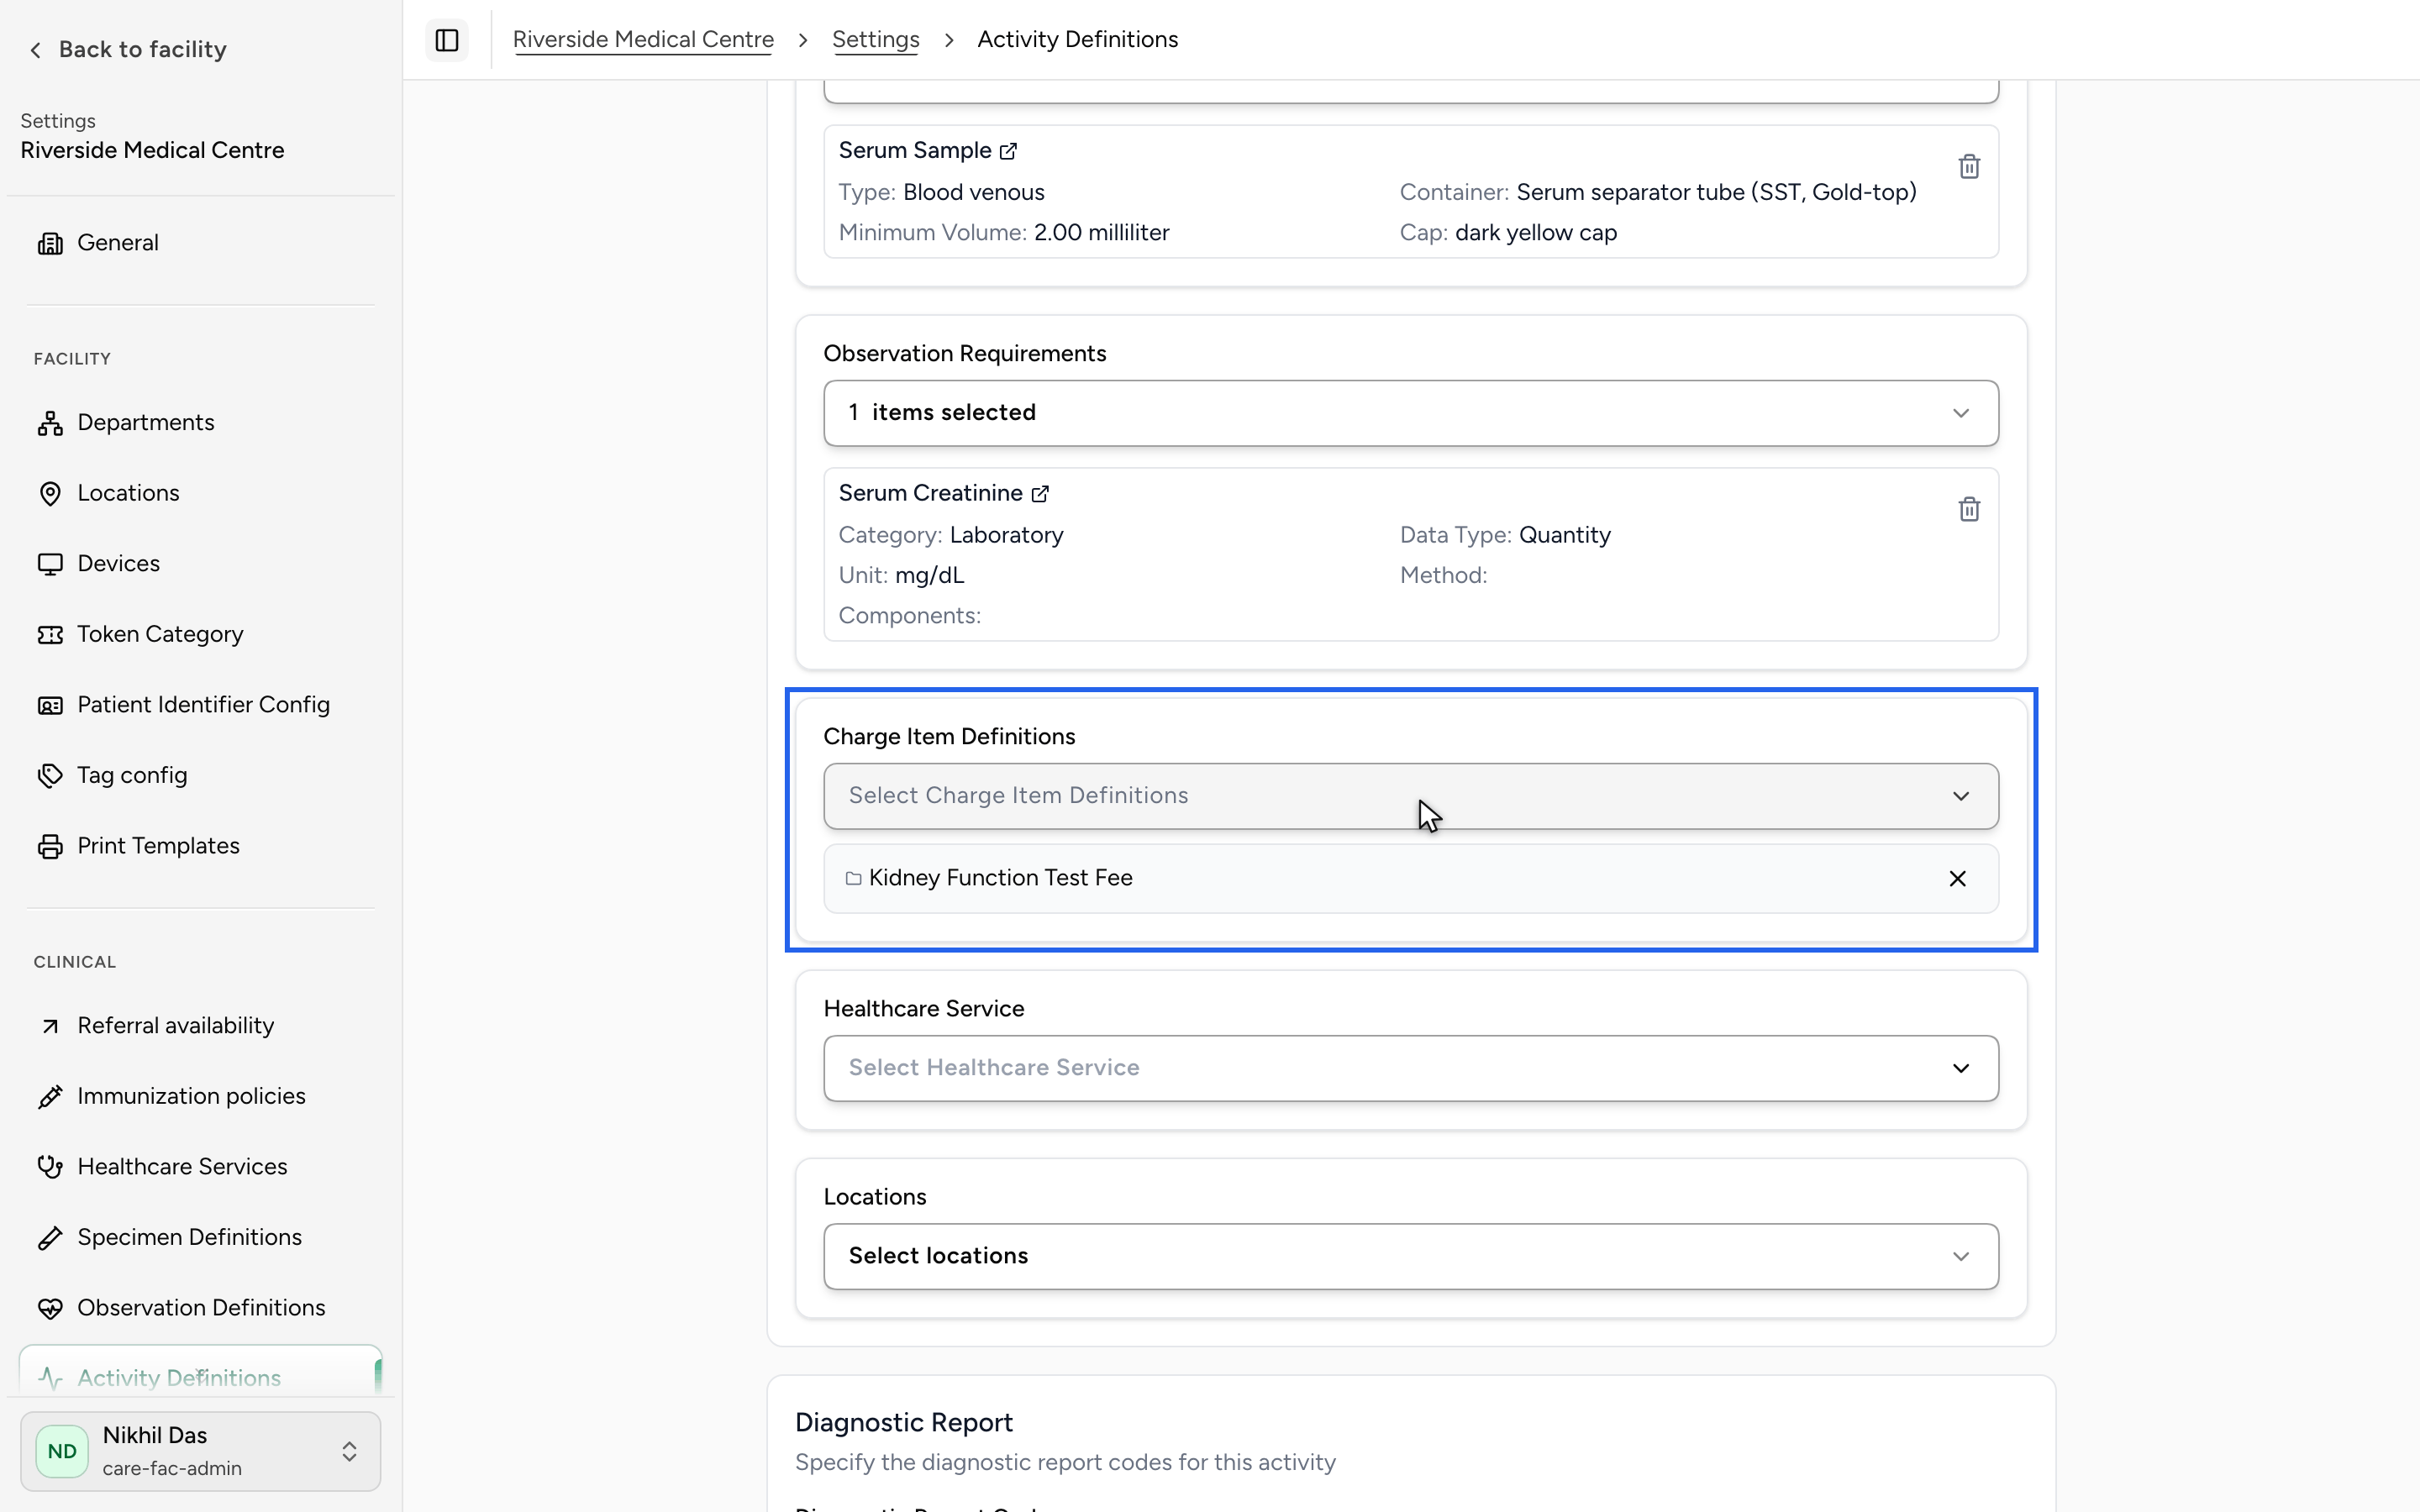 Back to facility
Settings
Riverside Medical Centre
General
FACILITY
Departments
Locations
Devices
Token Category
Patient Identifier Config
Tag config
Print Templates
CLINICAL
Referral availability
Immunization policies
Healthcare Services
Specimen Definitions
Observation Definitions
Activity Definitions
ND
Nikhil Das
care-fac-admin
Riverside Medical Centre > Settings > Activity Definitions
Serum Sample
Type: Blood venous
Container: Serum separator tube (SST, Gold-top)
Minimum Volume: 2.00 milliliter
Cap: dark yellow cap
Observation Requirements
1 items selected
Serum Creatinine
Category: Laboratory
Data Type: Quantity
Unit: mg/dL
Method:
Components:
Charge Item Definitions
Select Charge Item Definitions
Kidney Function Test Fee
Healthcare Service
Select Healthcare Service
Locations
Select locations
Diagnostic Report
Specify the diagnostic report codes for this activity